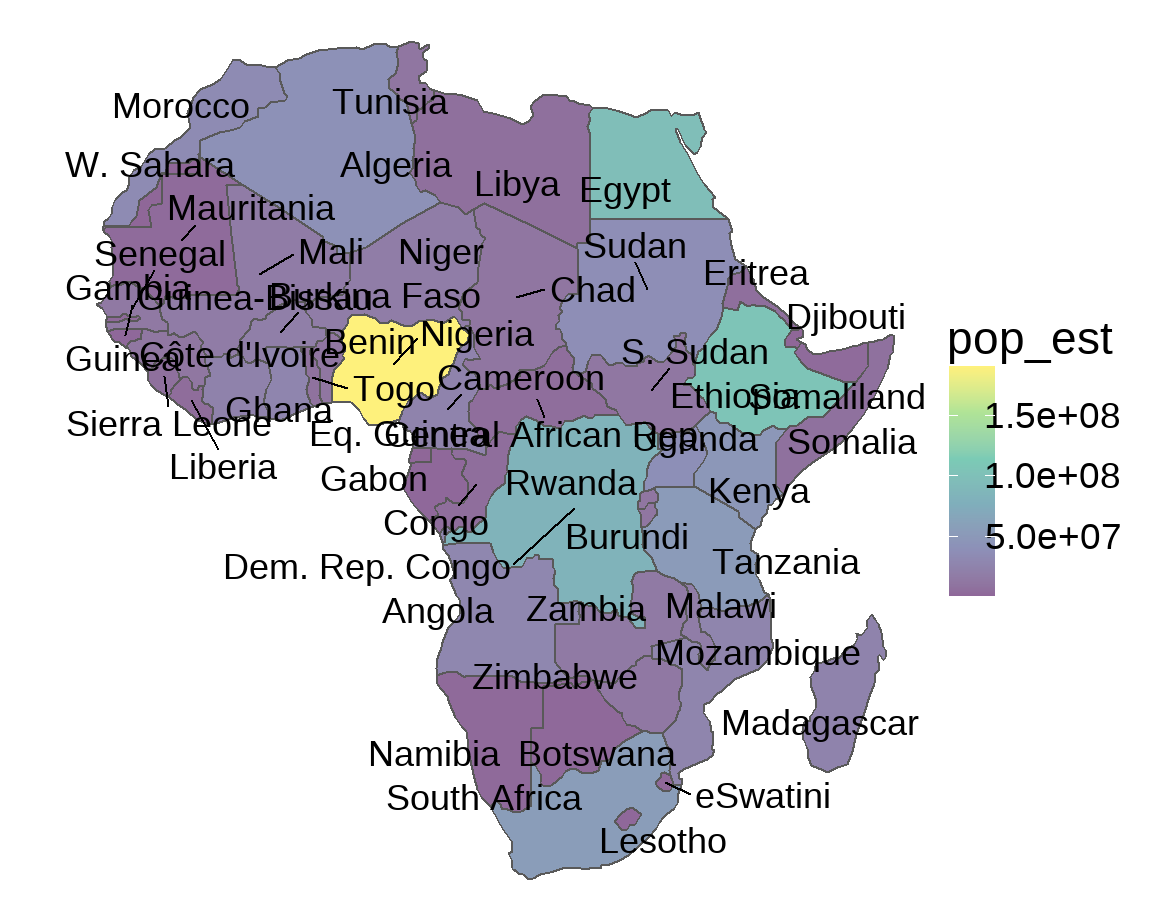 Morocco
Tunisia
W. Sahara
Algeria
Libya
Egypt
Mauritania
Senegal
Mali
Niger
Sudan
Eritrea
Gambia
Guinea-Bissau
Burkina Faso
Chad
Djibouti
Benin
Nigeria
pop_est
Guinea
Côte d'Ivoire
S. Sudan
Togo
Cameroon
Ethiopia
Somaliland
1.5e+08
Sierra Leone
Ghana
Eq. Guinea
Central African Rep.
Uganda
Somalia
Liberia
Gabon
Rwanda
Kenya
1.0e+08
Congo
Burundi
5.0e+07
Dem. Rep. Congo
Tanzania
Angola
Zambia
Malawi
Mozambique
Zimbabwe
Madagascar
Namibia
Botswana
South Africa
eSwatini
Lesotho